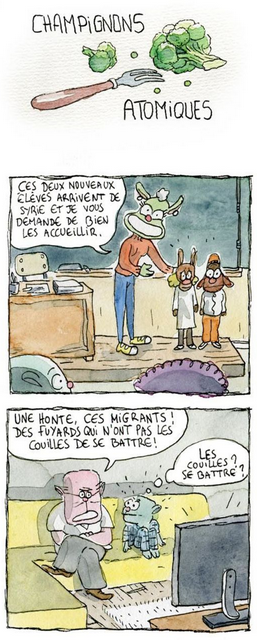 CHAMPIGNONS
ATOMIQUES
CES DEUX NOUVEAUX
ÉLÈVES ARRIVENT DE
SYRIE ET JE VOUS
DEMANDE DE BIEN
LES ACCUEILLIR.
UNE HONTE, CES MIGRANTS !
DES FUYARDS QUI N'ONT PAS LES
COUILLES DE SE BATTRE !
LES
COUILLES ?
SE BATTRE ?